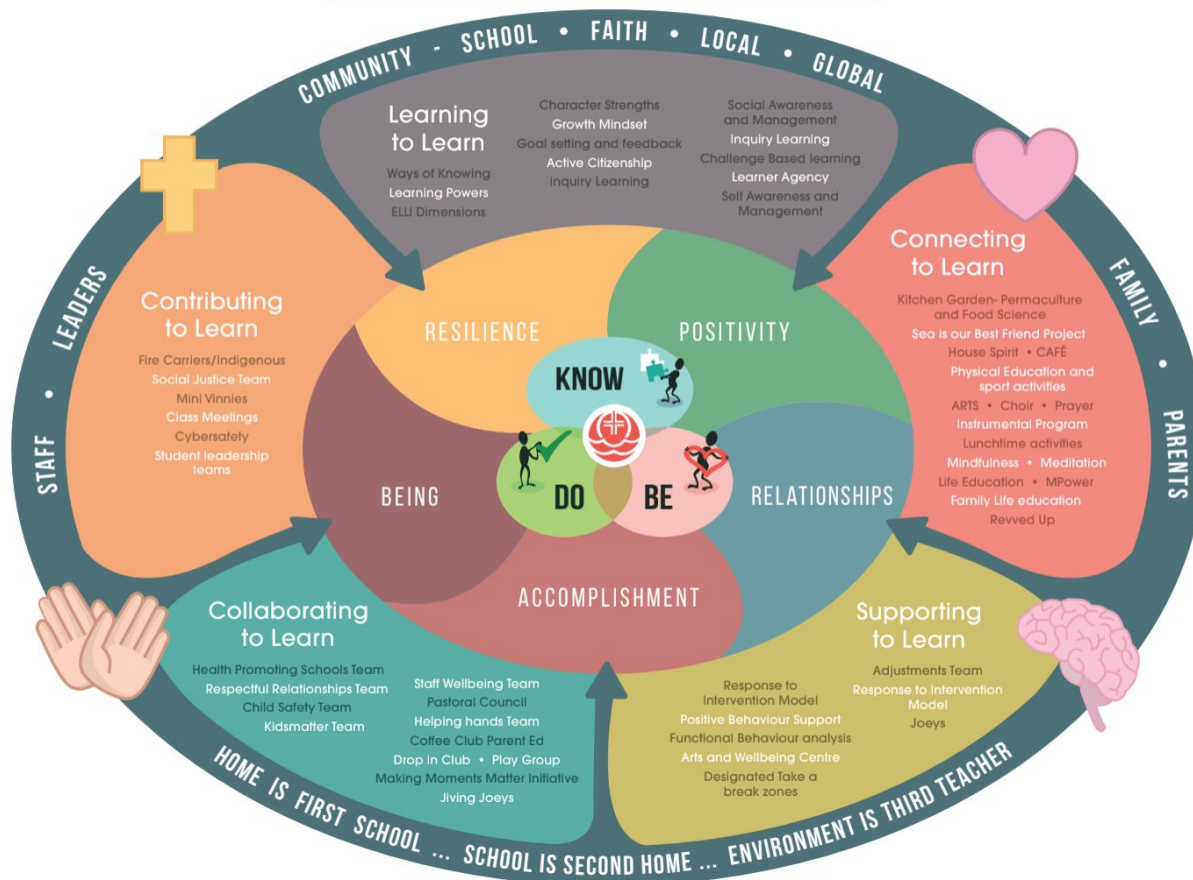 COMMUNITY - SCHOOL • FAITH • LOCAL • GLOBAL
STAFF • LEADERS
FAMILY • PARENTS
Learning
to Learn
Ways of Knowing
Learning Powers
ELLI Dimensions
Character Strengths
Growth Mindset
Goal setting and feedback
Active Citizenship
Inquiry Learning
Social Awareness
and Management
Inquiry Learning
Challenge Based learning
Learner Agency
Self Awareness and
Management
Contributing
to Learn
Fire Carriers/Indigenous
Social Justice Team
Mini Vinnies
Class Meetings
Cybersafety
Student leadership
teams
Connecting
to Learn
Kitchen Garden- Permaculture
and Food Science
Sea is our Best Friend Project
House Spirit • CAFÉ
Physical Education and
sport activities
ARTS • Choir • Prayer
Instrumental Program
Lunchtime activities
Mindfulness • Meditation
Life Education • MPower
Family Life education
Revved Up
RESILIENCE
POSITIVITY
KNOW
DO
BE
BEING
RELATIONSHIPS
ACCOMPLISHMENT
Collaborating
to Learn
Health Promoting Schools Team
Respectful Relationships Team
Child Safety Team
Kidsmatter Team
Staff Wellbeing Team
Pastoral Council
Helping hands Team
Coffee Club Parent Ed
Drop In Club • Play Group
Making Moments Matter Initiative
Jiving Joeys
Supporting
to Learn
Response to
Intervention Model
Positive Behaviour Support
Functional Behaviour analysis
Arts and Wellbeing Centre
Designated Take a
break zones
Adjustments Team
Response to Intervention
Model
Joeys
HOME IS FIRST SCHOOL ... SCHOOL IS SECOND HOME ... ENVIRONMENT IS THIRD TEACHER